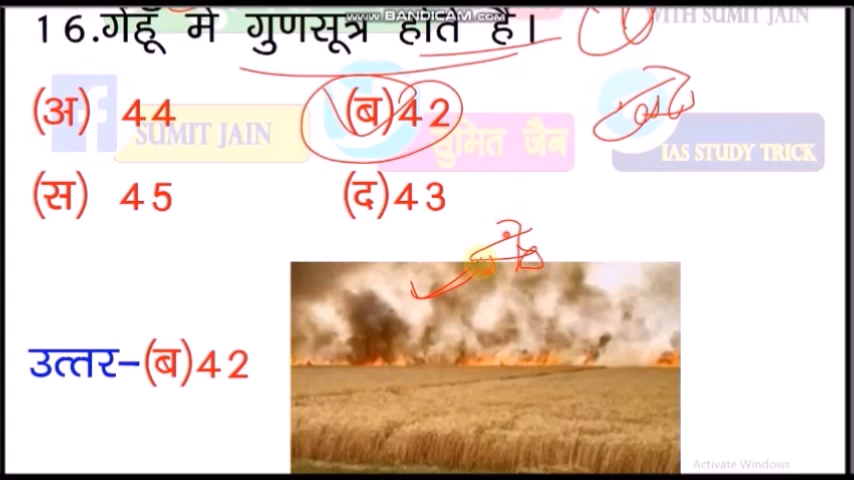 www.BANDICAM.com
WITH SUMIT JAIN
16.गेहूँ मे गुणसूत्र होते है।
(अ) 44 (ब)42
SUMIT JAIN सुमित जैन IAS STUDY TRICK
(स) 45 (द)43
उत्तर–(ब)42
Activate Windows